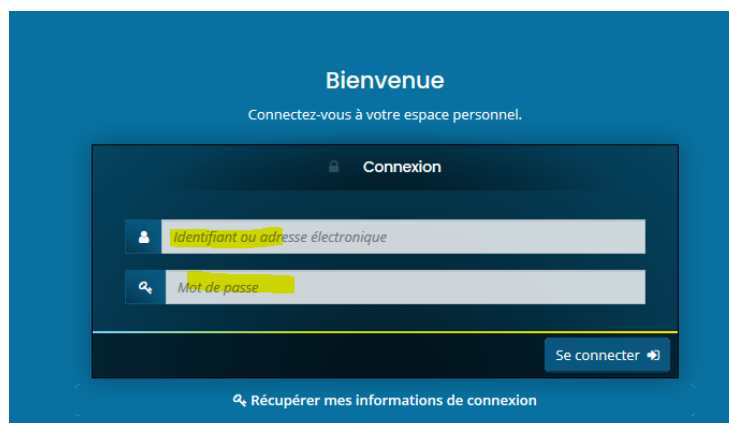 Bienvenue
Connectez-vous à votre espace personnel.
Connexion
Identifiant ou adresse électronique
Mot de passe
Se connecter
Récupérer mes informations de connexion